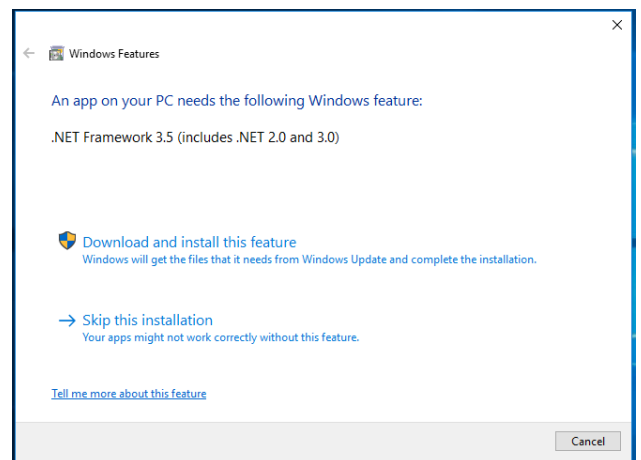 Windows Features
An app on your PC needs the following Windows feature:
.NET Framework 3.5 (includes .NET 2.0 and 3.0)
Download and install this feature
Windows will get the files that it needs from Windows Update and complete the installation.
Skip this installation
Your apps might not work correctly without this feature.
Tell me more about this feature
Cancel